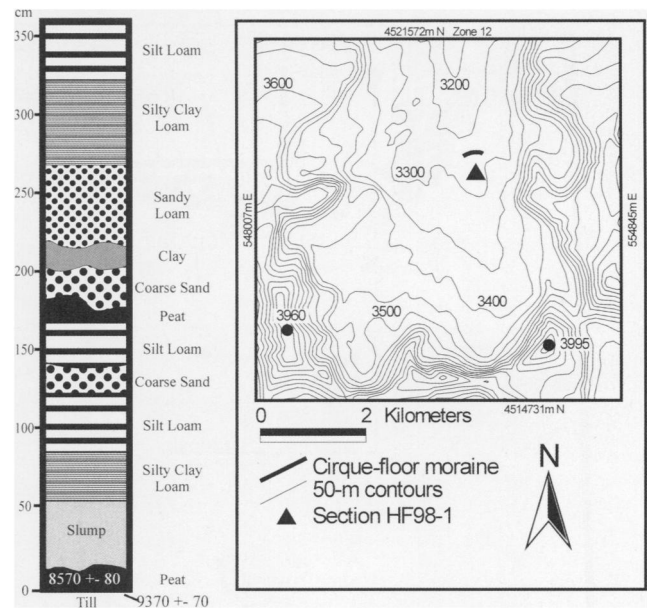 cm
350
300
250
200
150
100
50
0
Silt Loam
Silty Clay
Loam
Sandy
Loam
Clay
Coarse Sand
Peat
Silt Loam
Coarse Sand
Silt Loam
Silty Clay
Loam
Slump
8570 +- 80
Peat
Till
9370 +- 70
4521572m N Zone 12
3600
3200
3300
548007m E
554845m E
3400
3500
3960
3995
4514731m N
0 2 Kilometers
Cirque-floor moraine
50-m contours
Section HF98-1
N